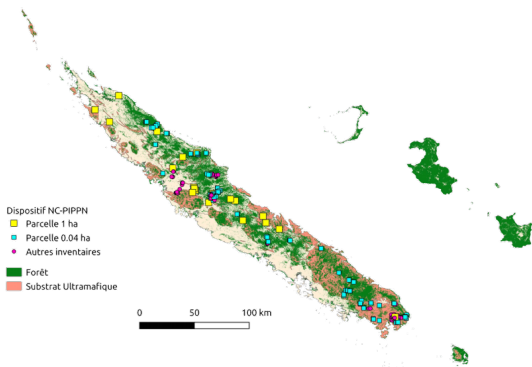 Dispositif NC-PIPPN
Parcelle 1 ha
Parcelle 0.04 ha
Autres inventaires
Forêt
Substrat Ultramafique
0 50 100 km